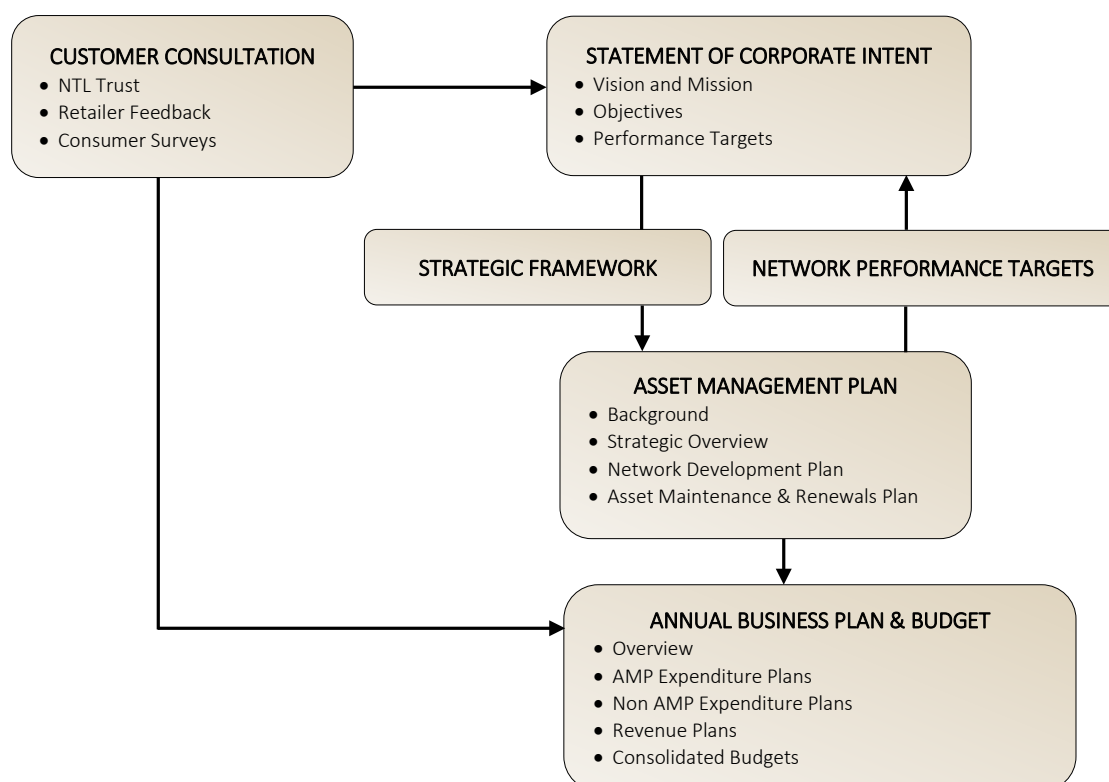 CUSTOMER CONSULTATION
• NTL Trust
• Retailer Feedback
• Consumer Surveys
STATEMENT OF CORPORATE INTENT
• Vision and Mission
• Objectives
• Performance Targets
STRATEGIC FRAMEWORK
NETWORK PERFORMANCE TARGETS
ASSET MANAGEMENT PLAN
• Background
• Strategic Overview
• Network Development Plan
• Asset Maintenance & Renewals Plan
ANNUAL BUSINESS PLAN & BUDGET
• Overview
• AMP Expenditure Plans
• Non AMP Expenditure Plans
• Revenue Plans
• Consolidated Budgets